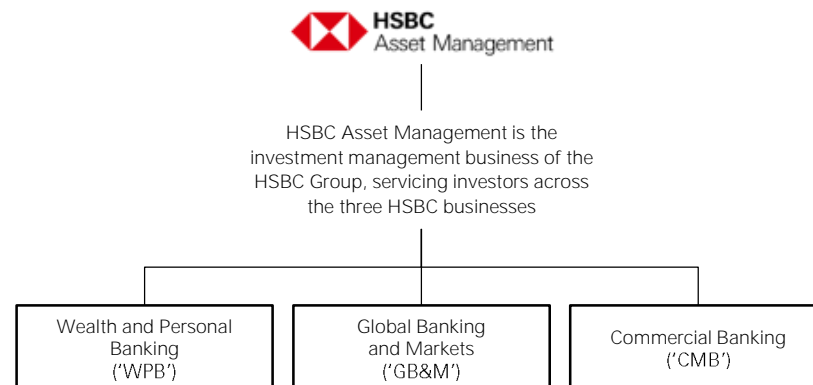 HSBC
Asset Management
HSBC Asset Management is the
investment management business of the
HSBC Group, servicing investors across
the three HSBC businesses
Wealth and Personal
Banking
(‘WPB’)
Global Banking
and Markets
(‘GB&M’)
Commercial Banking
(‘CMB’)